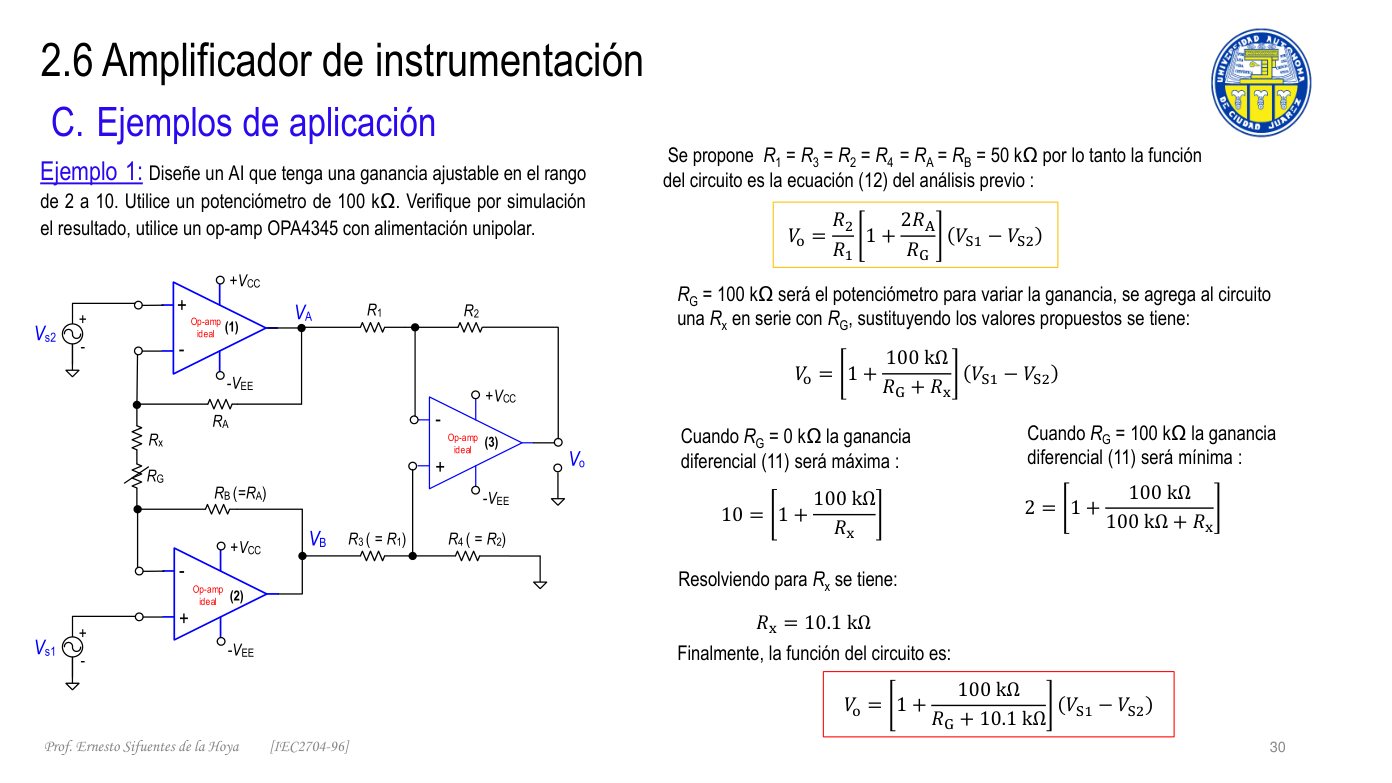 2.6 Amplificador de instrumentación
C. Ejemplos de aplicación
UNIVERSIDAD AUTONOMA
DE CIUDAD JUAREZ
Ejemplo 1: Diseñe un AI que tenga una ganancia ajustable en el rango
de 2 a 10. Utilice un potenciómetro de 100 kΩ. Verifique por simulación
el resultado, utilice un op-amp OPA4345 con alimentación unipolar.
+VCC
Vs2
+
-
+
-
Op-amp
ideal
(1)
-VEE
VA
R1
R2
RA
Rx
RG
RB (=RA)
+VCC
-
+
Op-amp
ideal
(3)
-VEE
Vo
VB
R3 ( = R1)
R4 ( = R2)
+VCC
-
+
Op-amp
ideal
(2)
-VEE
Vs1
+
-
Se propone R1 = R3 = R2 = R4 = RA = RB = 50 kΩ por lo tanto la función
del circuito es la ecuación (12) del análisis previo :
Vo = R2/R1 [1 + 2RA/RG] (VS1 − VS2)
RG = 100 kΩ será el potenciómetro para variar la ganancia, se agrega al circuito
una Rx en serie con RG, sustituyendo los valores propuestos se tiene:
Vo = [1 + 100 kΩ/(RG + Rx)] (VS1 − VS2)
Cuando RG = 0 kΩ la ganancia
diferencial (11) será máxima :
10 = [1 + 100 kΩ/Rx]
Cuando RG = 100 kΩ la ganancia
diferencial (11) será mínima :
2 = [1 + 100 kΩ/(100 kΩ + Rx)]
Resolviendo para Rx se tiene:
Rx = 10.1 kΩ
Finalmente, la función del circuito es:
Vo = [1 + 100 kΩ/(RG + 10.1 kΩ)] (VS1 − VS2)
Prof. Ernesto Sifuentes de la Hoya [IEC2704-96]
30